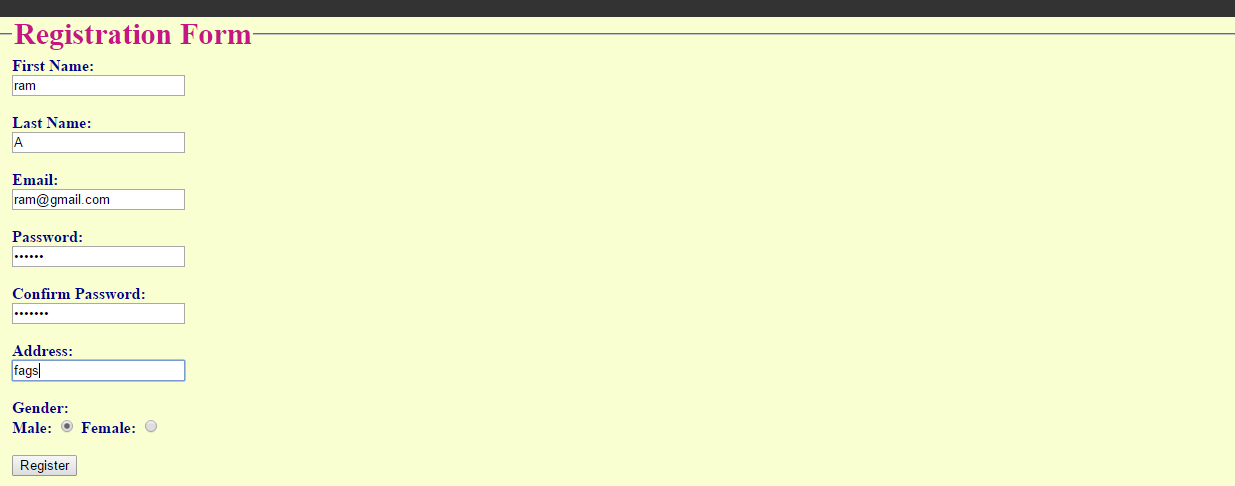 Registration Form
First Name:
ram
Last Name:
A
Email:
ram@gmail.com
Password:
••••••
Confirm Password:
•••••••
Address:
fags
Gender:
Male: Female:
Register